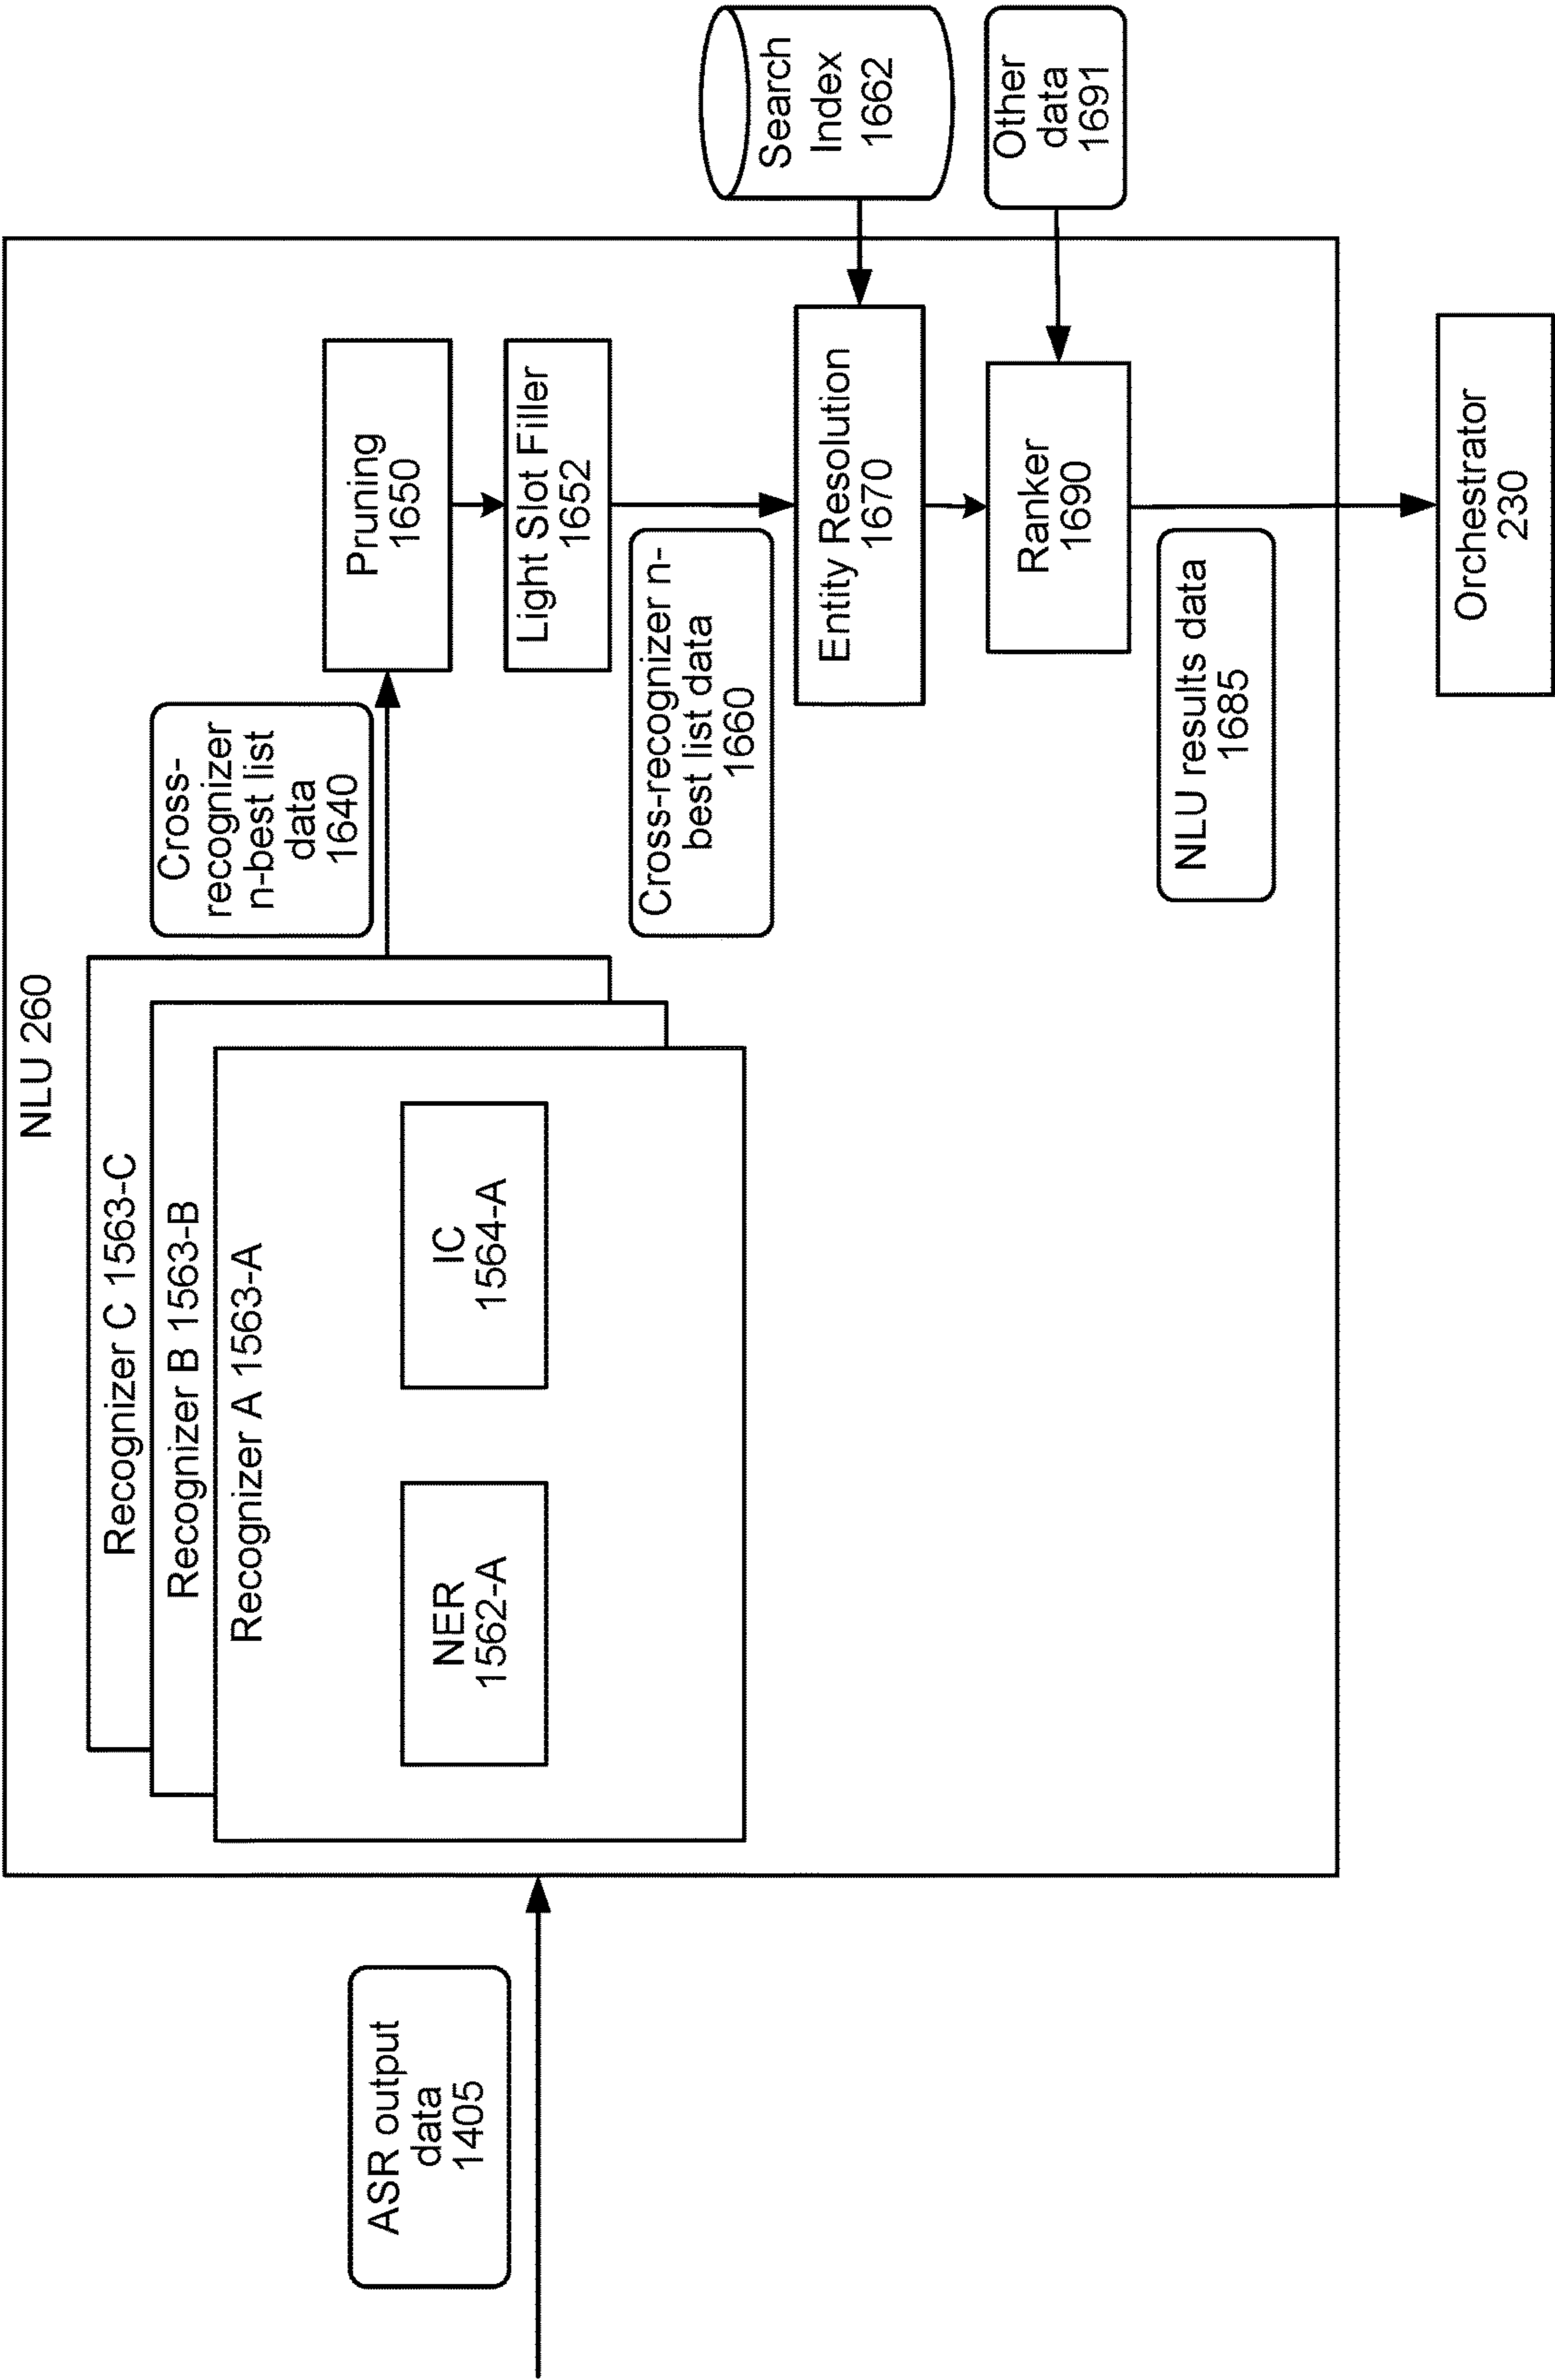 NLU 260
Recognizer C 1563-C
Recognizer B 1563-B
Recognizer A 1563-A
NER
1562-A
IC
1564-A
ASR output
data
1405
Cross-
recognizer
n-best list
data
1640
Pruning
1650
Light Slot Filler
1652
Cross-recognizer n-
best list data
1660
Search
Index
1662
Entity Resolution
1670
Other
data
1691
Ranker
1690
NLU results data
1685
Orchestrator
230